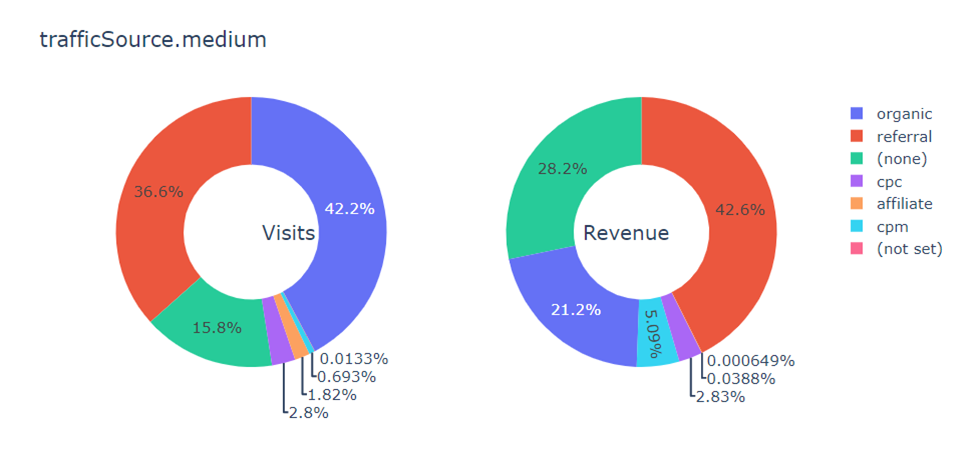 trafficSource.medium
36.6%
42.2%
Visits
15.8%
0.0133%
0.693%
1.82%
2.8%
28.2%
42.6%
Revenue
21.2%
5.09%
0.000649%
0.0388%
2.83%
organic
referral
(none)
cpc
affiliate
cpm
(not set)